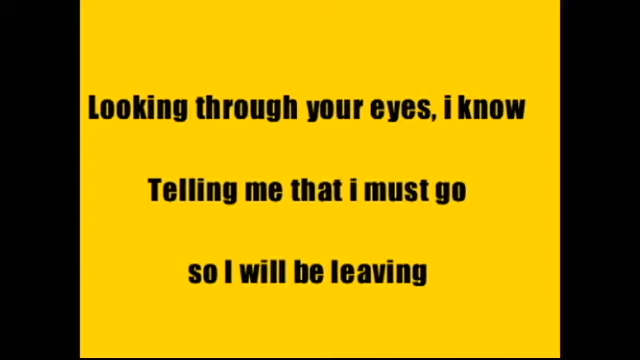 Looking through your eyes, i know
Telling me that i must go
so I will be leaving